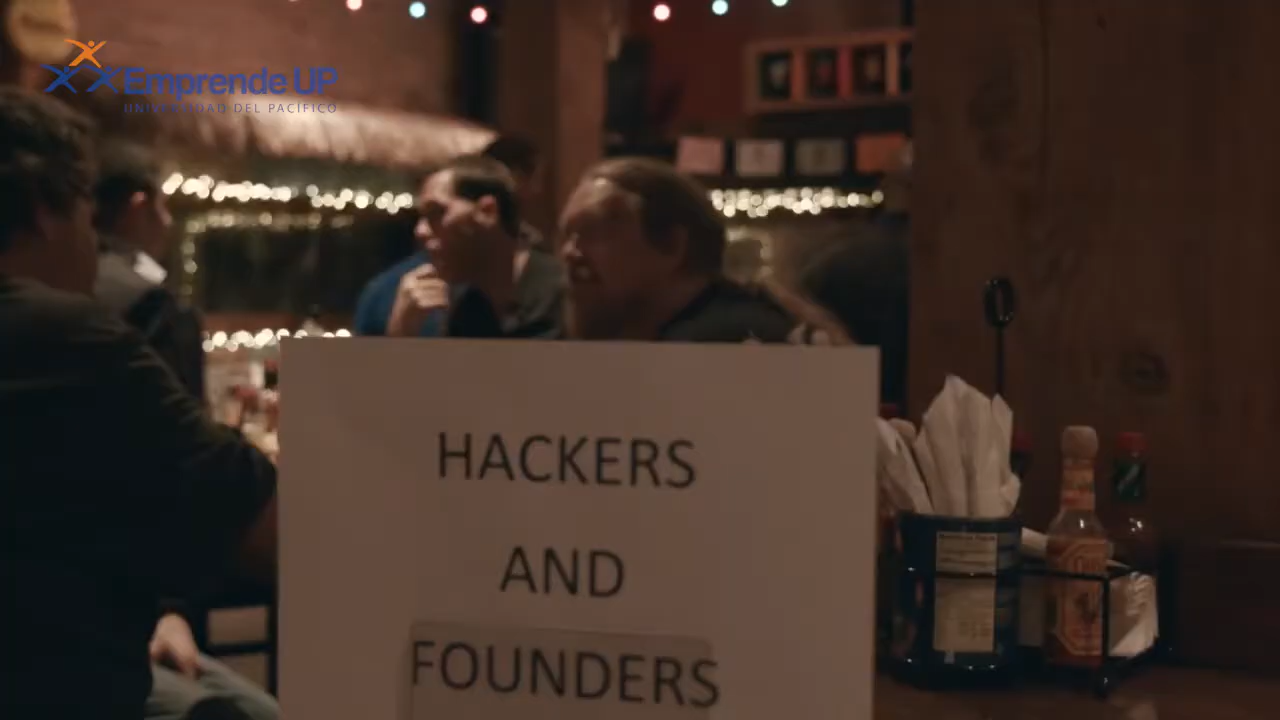 Emprende UP
UNIVERSIDAD DEL PACÍFICO
HACKERS
AND
FOUNDERS